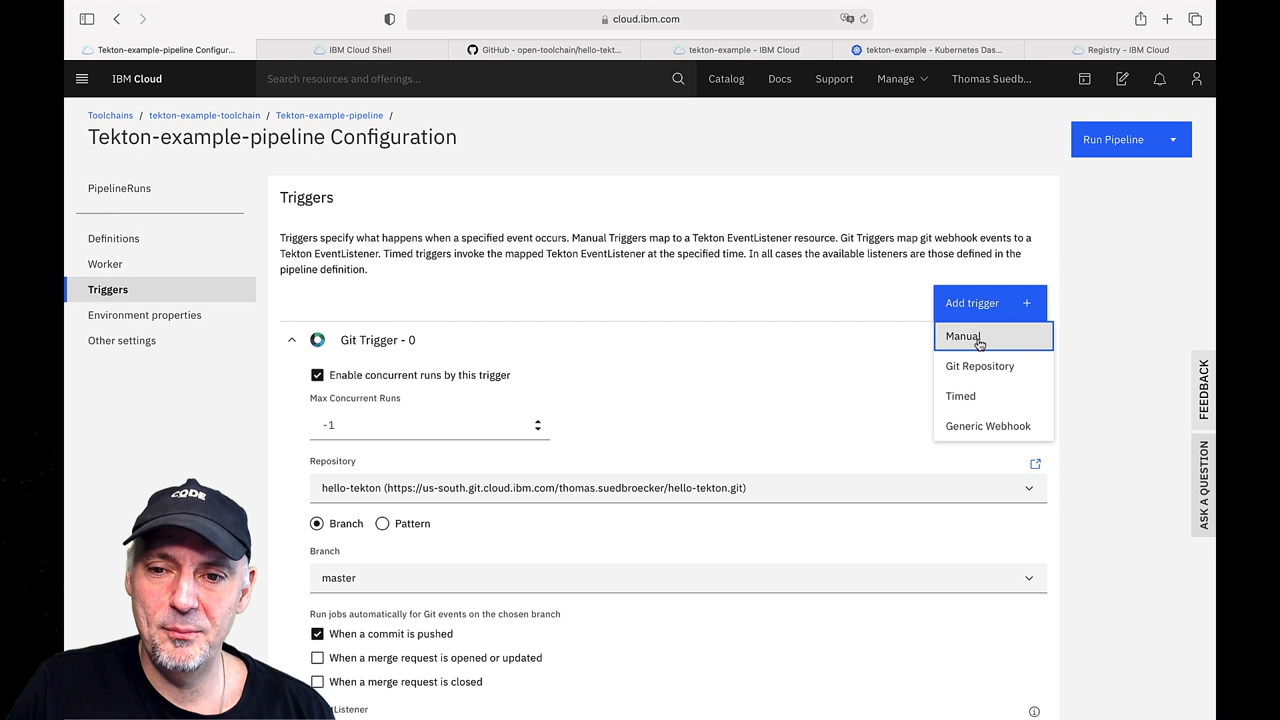 cloud.ibm.com
Tekton-example-pipeline Configur...
IBM Cloud Shell
GitHub - open-toolchain/hello-tekt...
tekton-example - IBM Cloud
tekton-example - Kubernetes Das...
Registry - IBM Cloud
IBM Cloud
Search resources and offerings...
Catalog
Docs
Support
Manage
Thomas Suedb...
Toolchains / tekton-example-toolchain / Tekton-example-pipeline /
Tekton-example-pipeline Configuration
Run Pipeline
PipelineRuns
Definitions
Worker
Triggers
Environment properties
Other settings
Triggers
Triggers specify what happens when a specified event occurs. Manual Triggers map to a Tekton EventListener resource. Git Triggers map git webhook events to a
Tekton EventListener. Timed triggers invoke the mapped Tekton EventListener at the specified time. In all cases the available listeners are those defined in the
pipeline definition.
Add trigger +
Manual
Git Repository
Timed
Generic Webhook
Git Trigger - 0
Enable concurrent runs by this trigger
Max Concurrent Runs
-1
Repository
hello-tekton (https://us-south.git.cloud.ibm.com/thomas.suedbroecker/hello-tekton.git)
Branch
Pattern
Branch
master
Run jobs automatically for Git events on the chosen branch
When a commit is pushed
When a merge request is opened or updated
When a merge request is closed
Listener
FEEDBACK
ASK A QUESTION
CODE